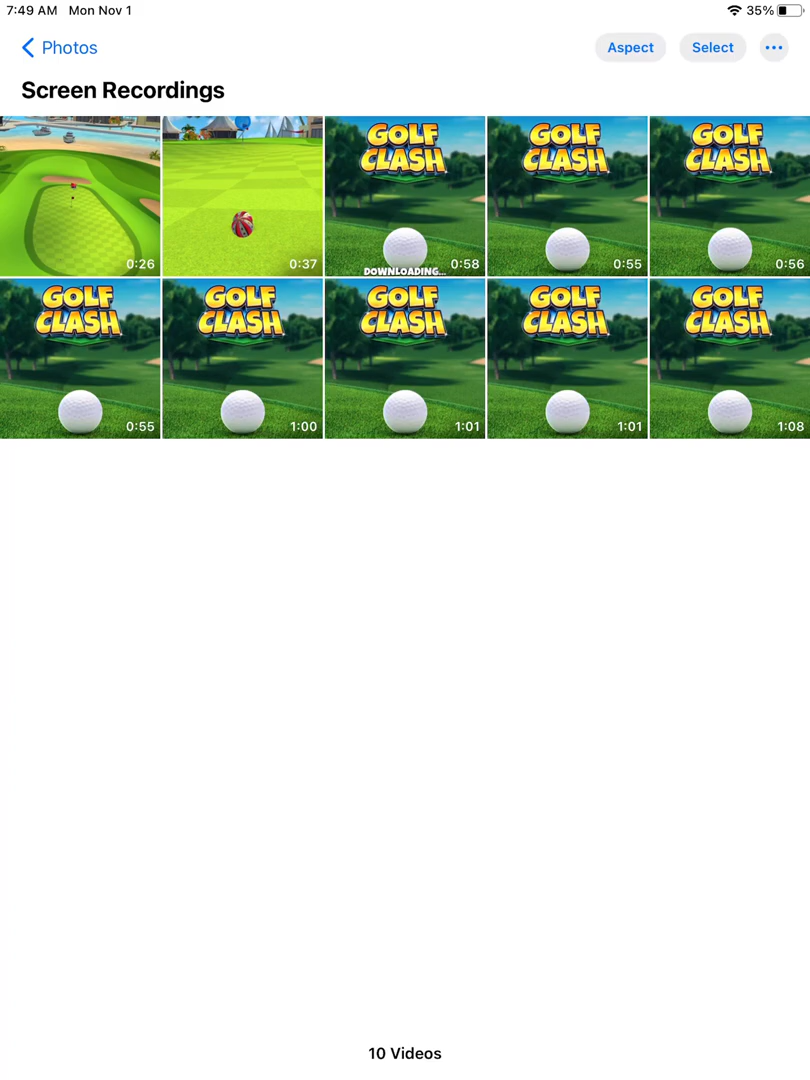 7:49 AM Mon Nov 1 35%
Photos Aspect Select
Screen Recordings
GOLF CLASH GOLF CLASH GOLF CLASH
DOWNLOADING...
0:26 0:37 0:58 0:55 0:56
GOLF CLASH GOLF CLASH GOLF CLASH GOLF CLASH GOLF CLASH
0:55 1:00 1:01 1:01 1:08
10 Videos